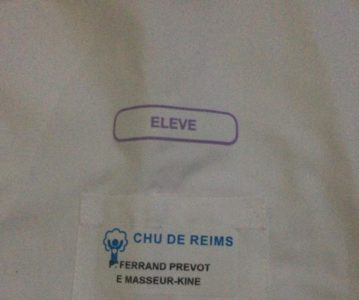 ELEVE
CHU DE REIMS
P. FERRAND PREVOT
E MASSEUR-KINE